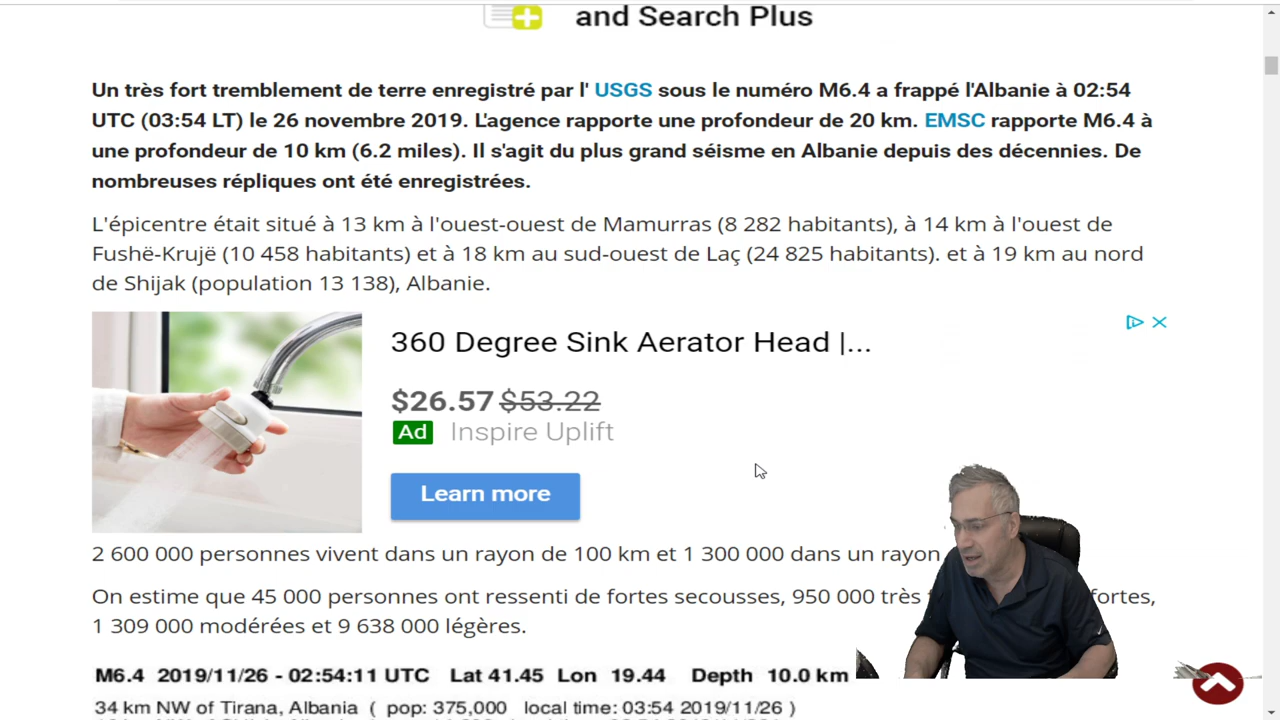 and Search Plus
Un très fort tremblement de terre enregistré par l' USGS sous le numéro M6.4 a frappé l'Albanie à 02:54
UTC (03:54 LT) le 26 novembre 2019. L'agence rapporte une profondeur de 20 km. EMSC rapporte M6.4 à
une profondeur de 10 km (6.2 miles). Il s'agit du plus grand séisme en Albanie depuis des décennies. De
nombreuses répliques ont été enregistrées.
L'épicentre était situé à 13 km à l'ouest-ouest de Mamurras (8 282 habitants), à 14 km à l'ouest de
Fushë-Krujë (10 458 habitants) et à 18 km au sud-ouest de Laç (24 825 habitants). et à 19 km au nord
de Shijak (population 13 138), Albanie.
360 Degree Sink Aerator Head |...
$26.57 $53.22
Ad Inspire Uplift
Learn more
2 600 000 personnes vivent dans un rayon de 100 km et 1 300 000 dans un rayon
On estime que 45 000 personnes ont ressenti de fortes secousses, 950 000 très fortes,
1 309 000 modérées et 9 638 000 légères.
M6.4 2019/11/26 - 02:54:11 UTC Lat 41.45 Lon 19.44 Depth 10.0 km
34 km NW of Tirana, Albania ( pop: 375,000 local time: 03:54 2019/11/26 )